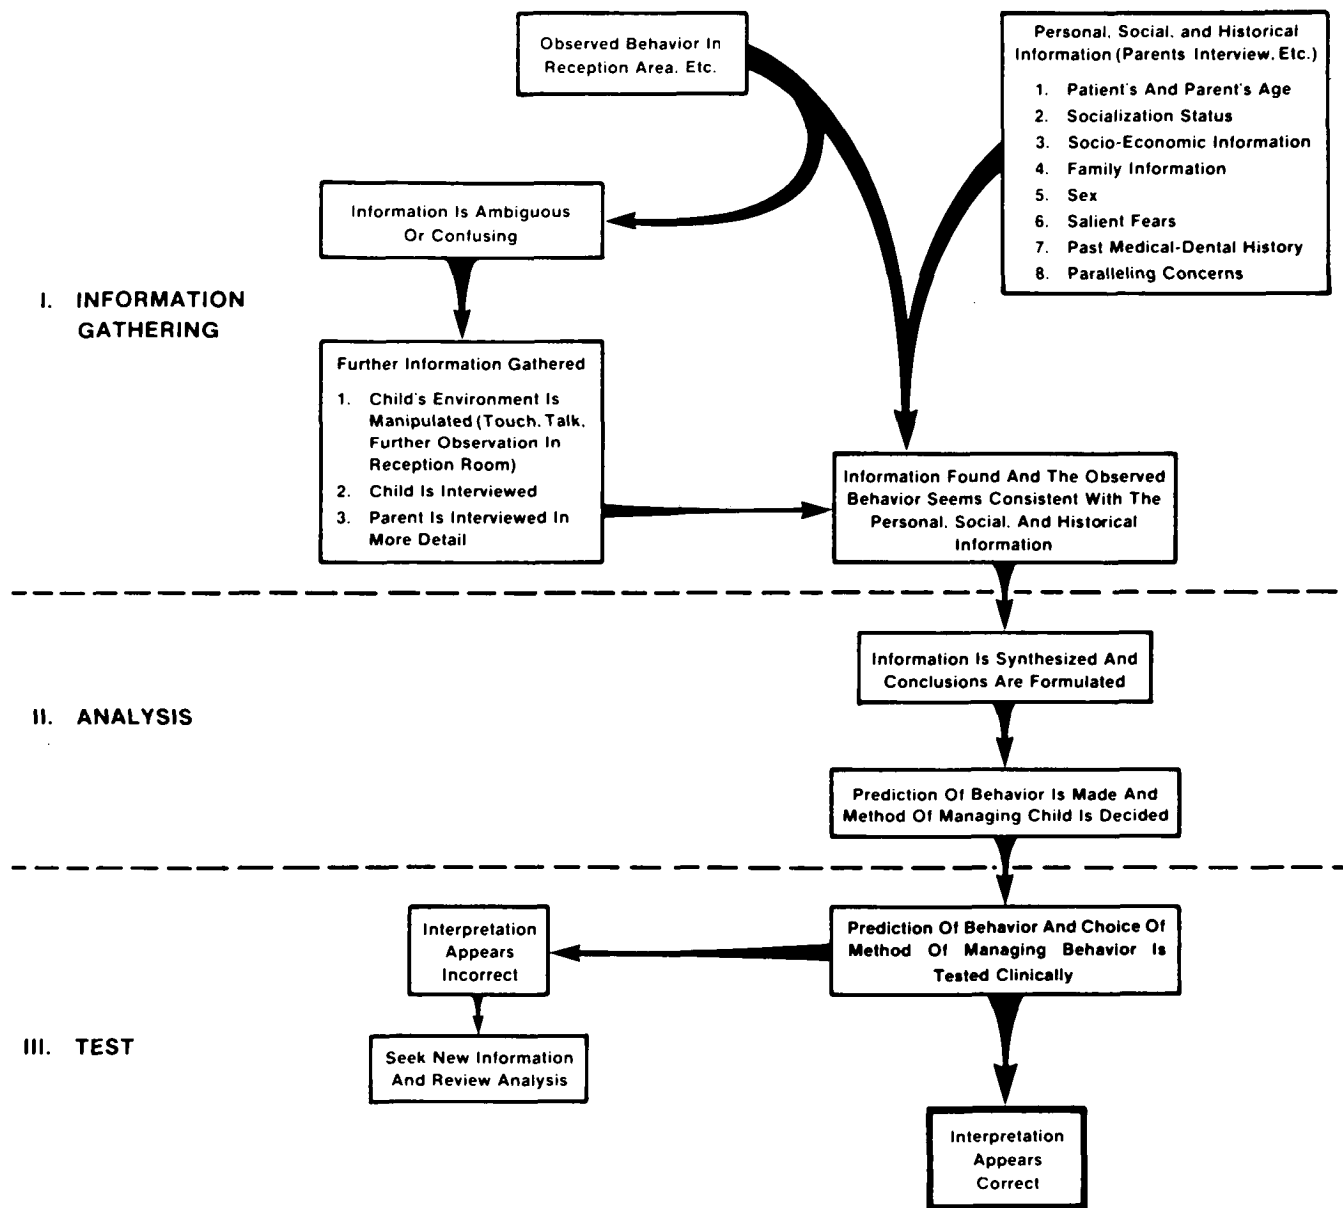 Observed Behavior In
Reception Area, Etc.
Personal, Social, and Historical
Information (Parents Interview, Etc.)
1. Patient's And Parent's Age
2. Socialization Status
3. Socio-Economic Information
4. Family Information
5. Sex
6. Salient Fears
7. Past Medical-Dental History
8. Paralleling Concerns
Information Is Ambiguous
Or Confusing
I. INFORMATION
GATHERING
Further Information Gathered
1. Child's Environment Is
Manipulated (Touch, Talk,
Further Observation In
Reception Room)
2. Child Is Interviewed
3. Parent Is Interviewed In
More Detail
Information Found And The Observed
Behavior Seems Consistent With The
Personal, Social, And Historical
Information
II. ANALYSIS
Information Is Synthesized And
Conclusions Are Formulated
Prediction Of Behavior Is Made And
Method Of Managing Child Is Decided
III. TEST
Prediction Of Behavior And Choice Of
Method Of Managing Behavior Is
Tested Clinically
Interpretation
Appears
Incorrect
Seek New Information
And Review Analysis
Interpretation
Appears
Correct